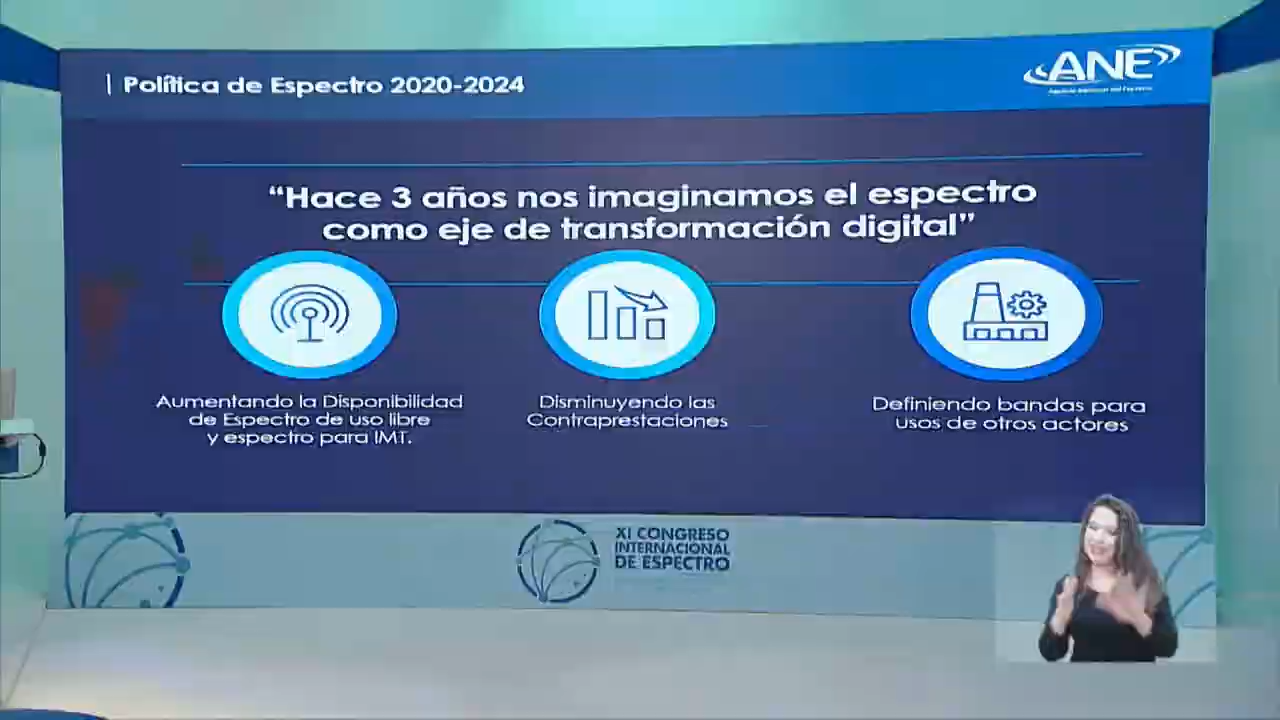 | Política de Espectro 2020-2024
ANE
“Hace 3 años nos imaginamos el espectro
como eje de transformación digital”
Aumentando la Disponibilidad
de Espectro de uso libre
y espectro para IMT.
Disminuyendo las
Contraprestaciones
Definiendo bandas para
usos de otros actores
XI CONGRESO
INTERNACIONAL
DE ESPECTRO